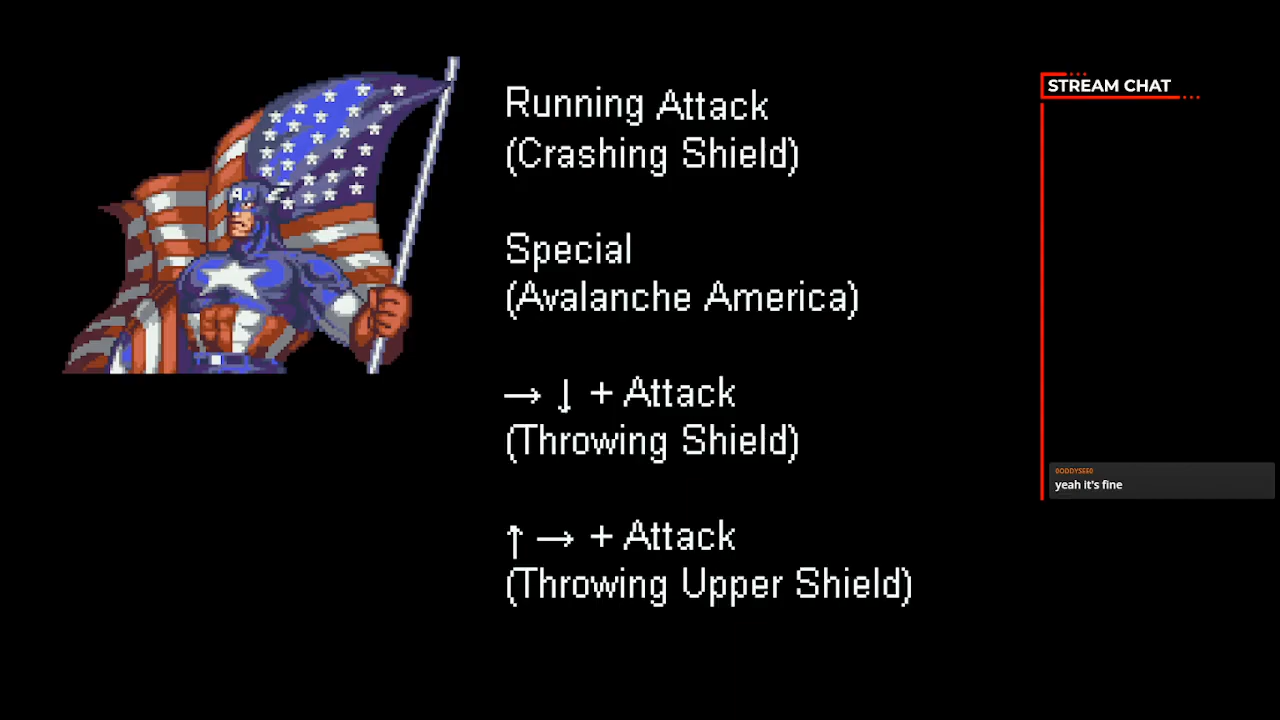 Running Attack
(Crashing Shield)
Special
(Avalanche America)
→ ↓ + Attack
(Throwing Shield)
↑ → + Attack
(Throwing Upper Shield)
STREAM CHAT
0DDDYSEE0
yeah it's fine